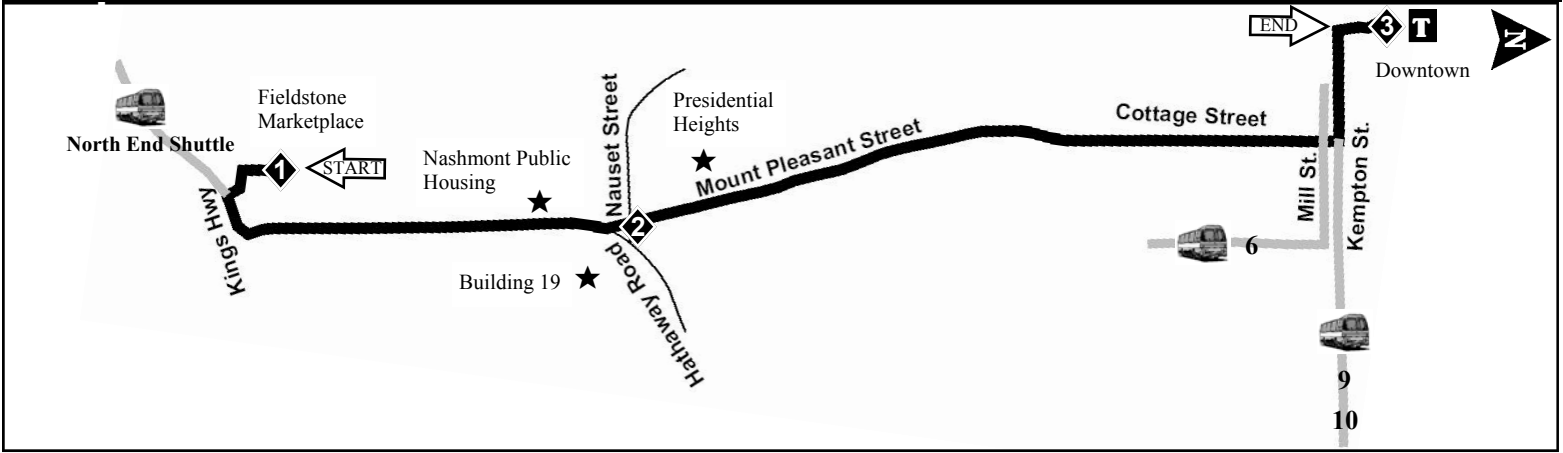 END
3
T
N
Downtown
North End Shuttle
Fieldstone
Marketplace
1
START
Kings Hwy
Nashmont Public
Housing
Nauset Street
2
Building 19
Hathaway Road
Presidential
Heights
Mount Pleasant Street
Cottage Street
Mill St.
Kempton St.
6
9
10